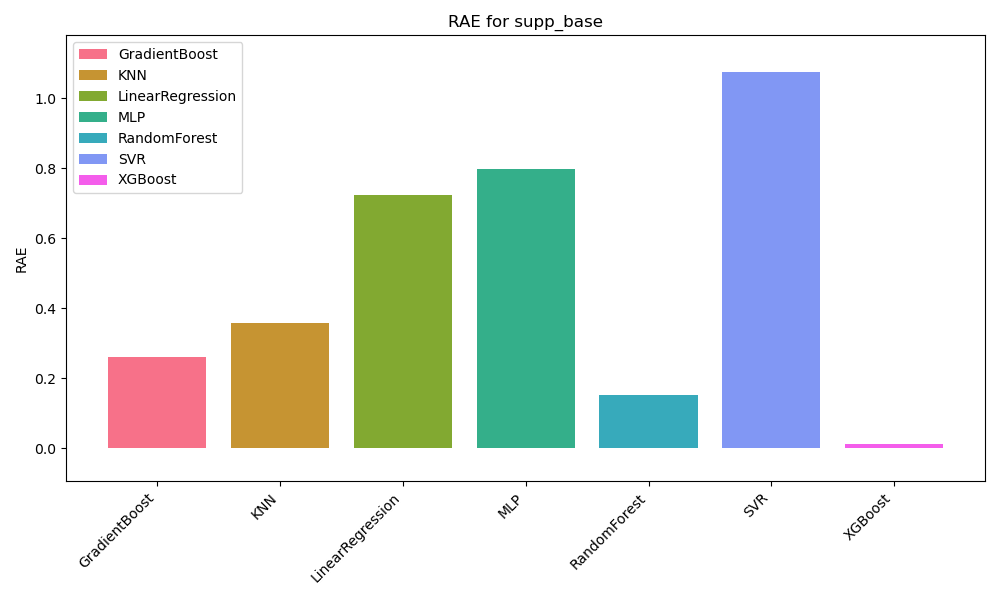 RAE for supp_base
GradientBoost
KNN
LinearRegression
MLP
RandomForest
SVR
XGBoost
RAE
1.0
0.8
0.6
0.4
0.2
0.0
GradientBoost
KNN
LinearRegression
MLP
RandomForest
SVR
XGBoost